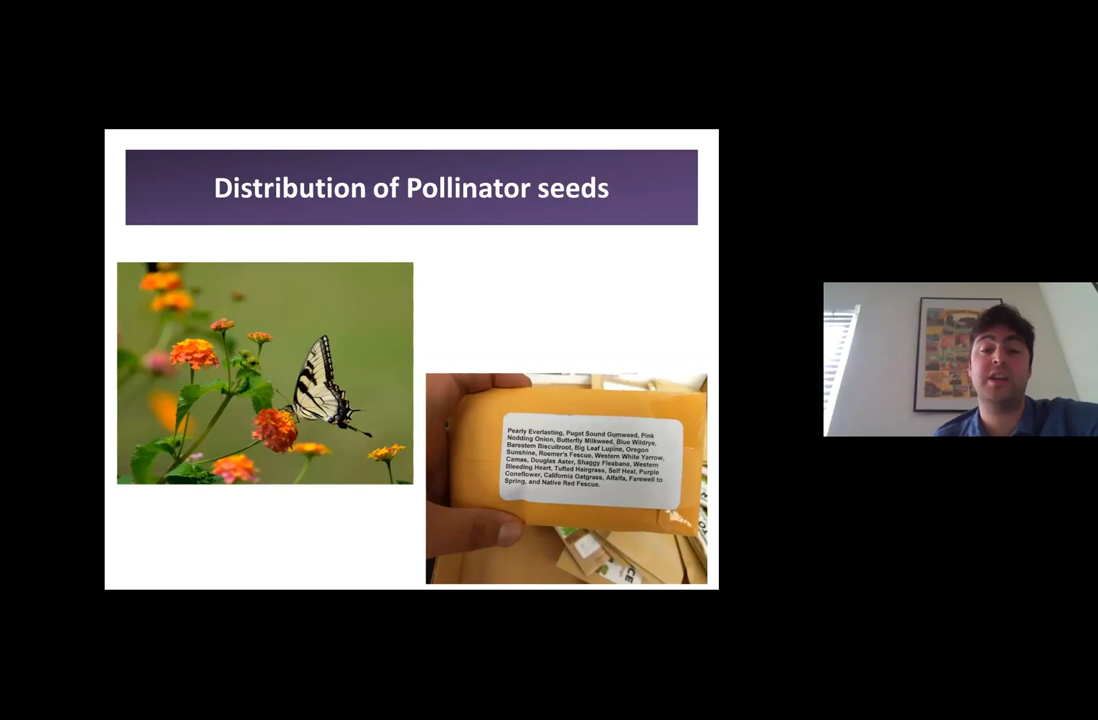 Distribution of Pollinator seeds
Pearly Everlasting, Puget Sound Gumweed, Pink
Nodding Onion, Butterfly Milkweed, Blue Wildrye,
Barestem Biscuitroot, Big Leaf Lupine, Oregon
Sunshine, Roemer's Fescue, Western White Yarrow,
Camas, Douglas Aster, Shaggy Fleabane, Western
Bleeding Heart, Tufted Hairgrass, Self Heal, Purple
Coneflower, California Oatgrass, Alfalfa, Farewell to
Spring, and Native Red Fescue.